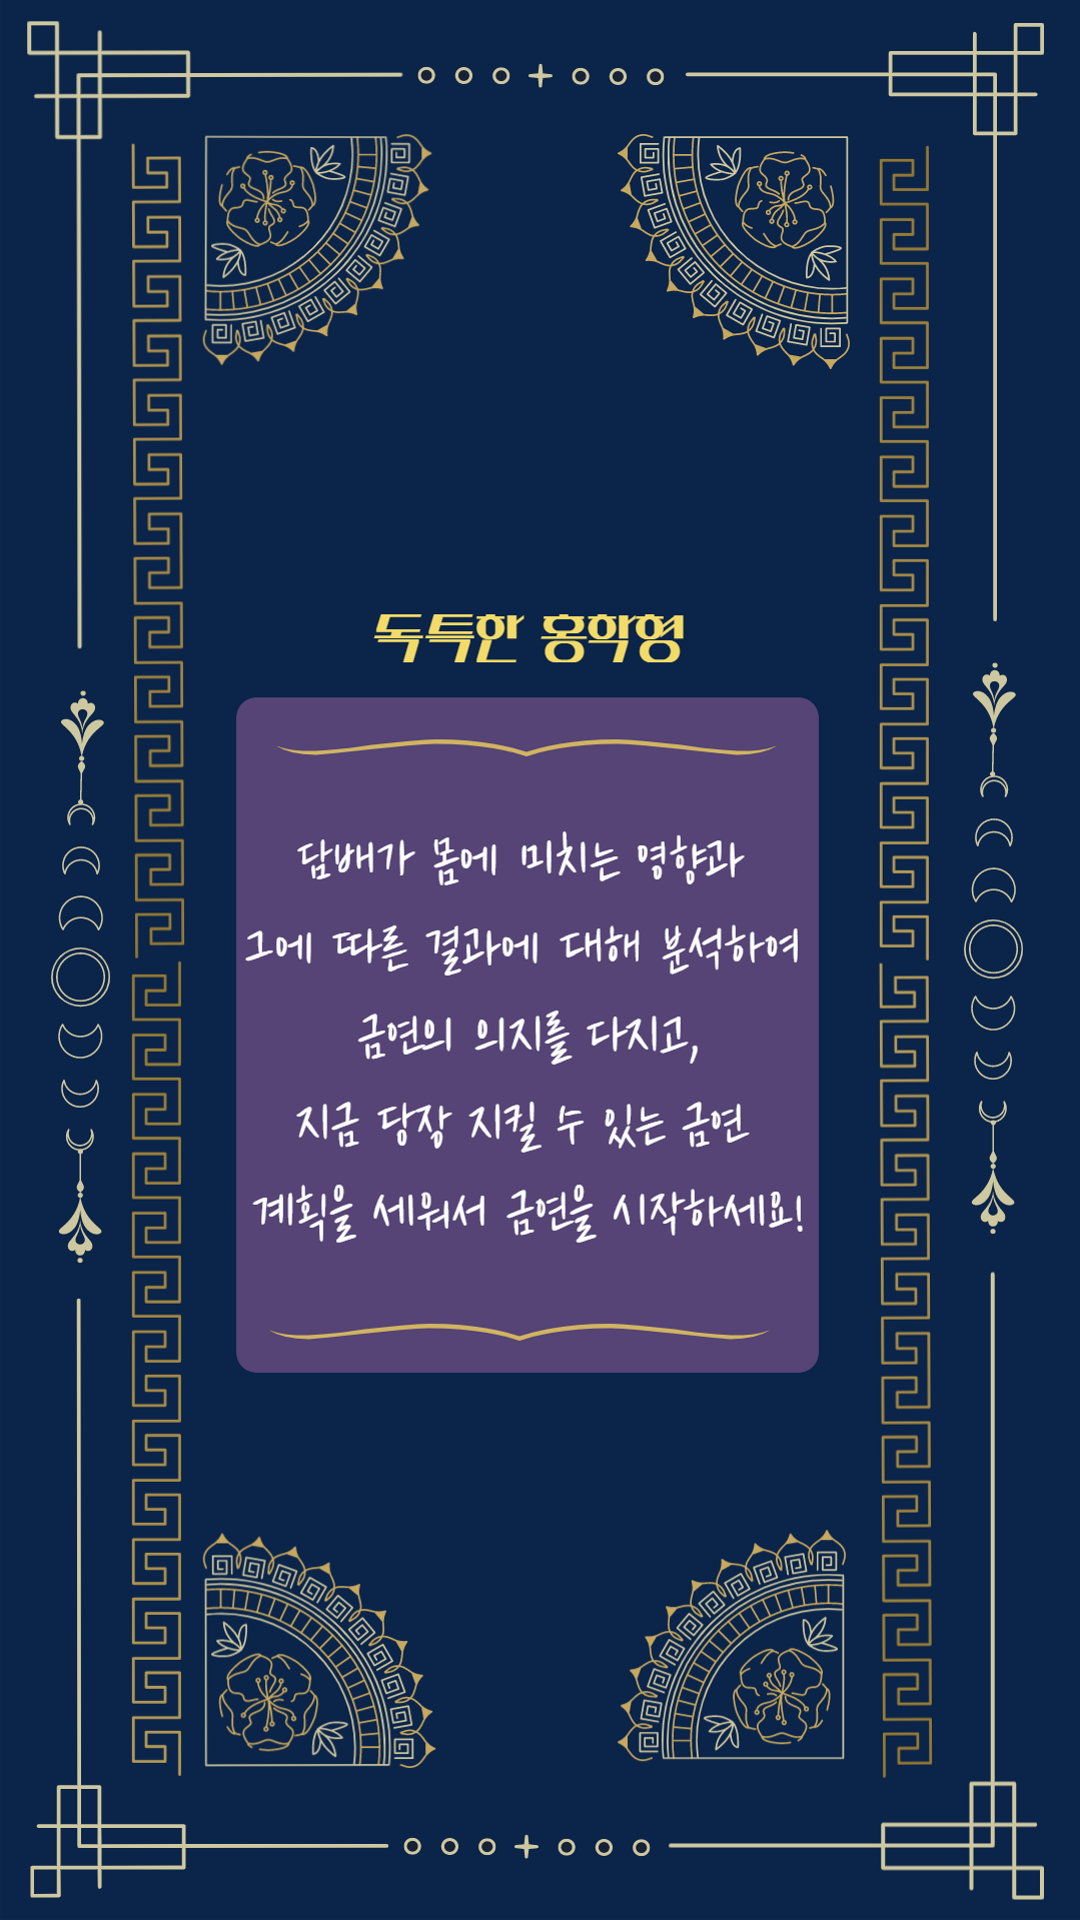 독특한 홍학형
담배가 몸에 미치는 영향과
그에 따른 결과에 대해 분석하여
금연의 의지를 다지고,
지금 당장 지킬 수 있는 금연
계획을 세워서 금연을 시작하세요!